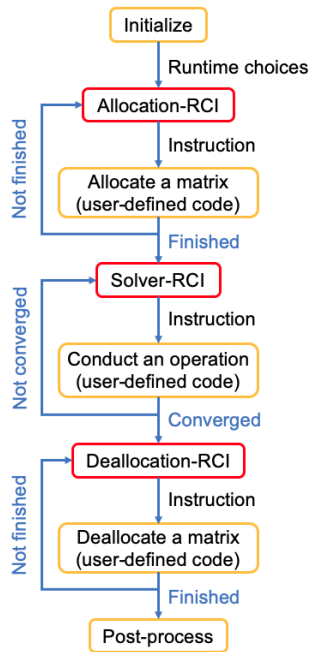 Initialize
Runtime choices
Allocation-RCI
Not finished
Instruction
Allocate a matrix
(user-defined code)
Finished
Solver-RCI
Not converged
Instruction
Conduct an operation
(user-defined code)
Converged
Deallocation-RCI
Not finished
Instruction
Deallocate a matrix
(user-defined code)
Finished
Post-process